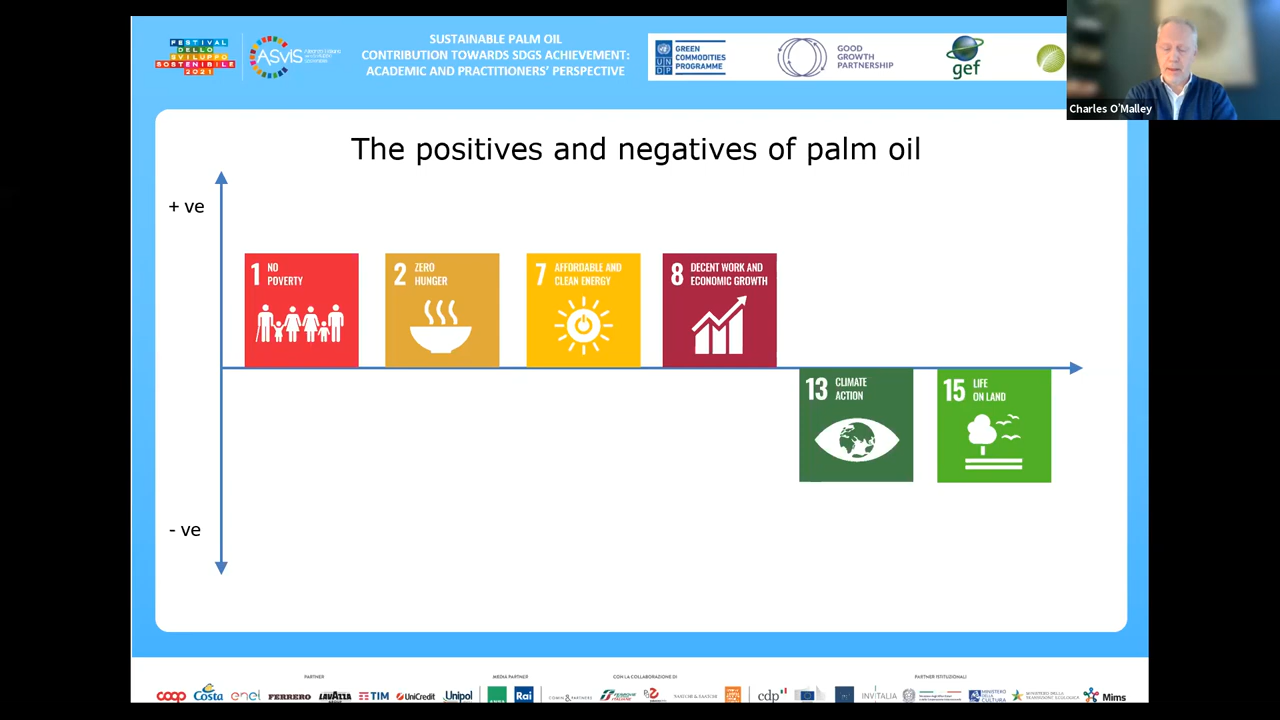 FESTIVAL
DELLO
SVILUPPO
SOSTENIBILE
2021
ASviS
SUSTAINABLE PALM OIL
CONTRIBUTION TOWARDS SDGS ACHIEVEMENT:
ACADEMIC AND PRACTITIONERS' PERSPECTIVE
UNDP
GREEN
COMMODITIES
PROGRAMME
GOOD
GROWTH
PARTNERSHIP
gef
Charles O'Malley
The positives and negatives of palm oil
+ ve
1 NO
POVERTY
2 ZERO
HUNGER
7 AFFORDABLE AND
CLEAN ENERGY
8 DECENT WORK AND
ECONOMIC GROWTH
13 CLIMATE
ACTION
15 LIFE
ON LAND
- ve
PARTNER
MEDIA PARTNER
CON LA COLLABORAZIONE DI
PARTNER ISTITUZIONALI
coop Costa enel FERRERO LAVAZZA TIM UniCredit Unipol Rai cdp INVITALIA Mims